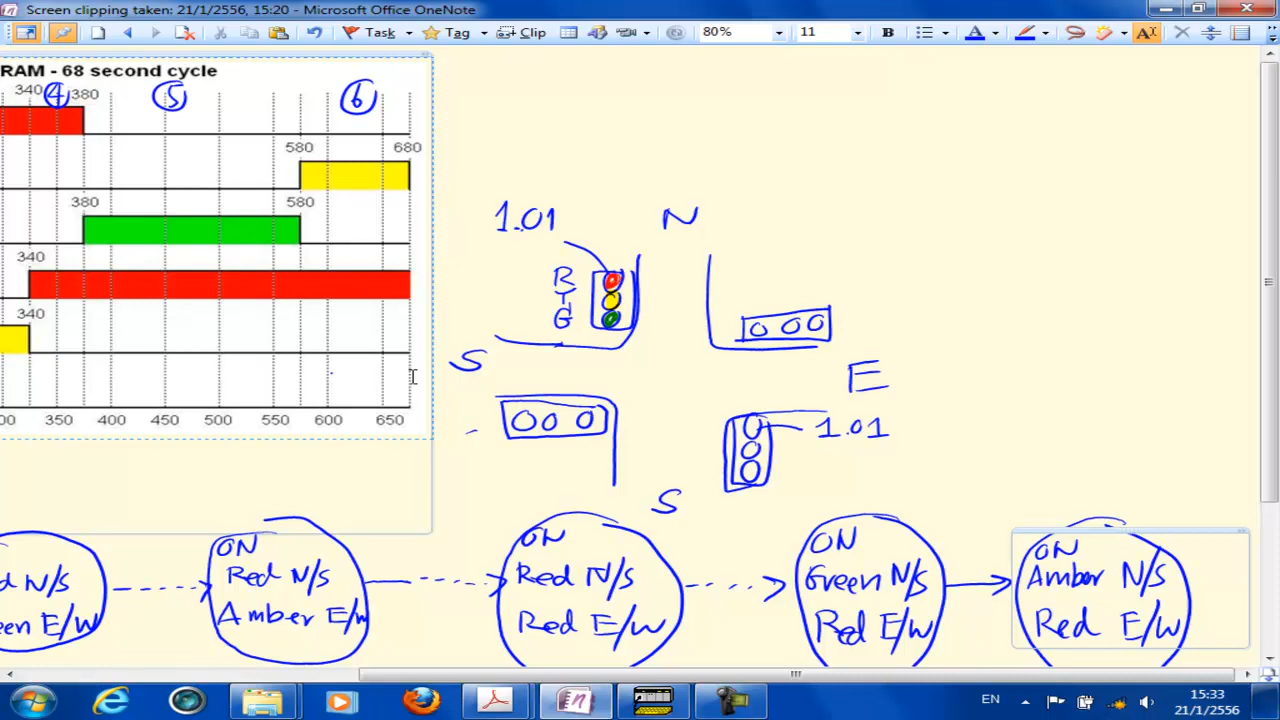 Screen clipping taken: 21/1/2556, 15:20 - Microsoft Office OneNote
Task
Tag
Clip
80%
11
B
A
A
RAM - 68 second cycle
340 4 380
5
6
580
680
380
580
340
340
00 350 400 450 500 550 600 650
1.01
N
R
Y
G
S
E
1.01
S
ed N/S
een E/W
ON
Red N/S
Amber E/W
ON
Red N/S
Red E/W
ON
Green N/S
Red E/W
ON
Amber N/S
Red E/W
EN
15:33
21/1/2556